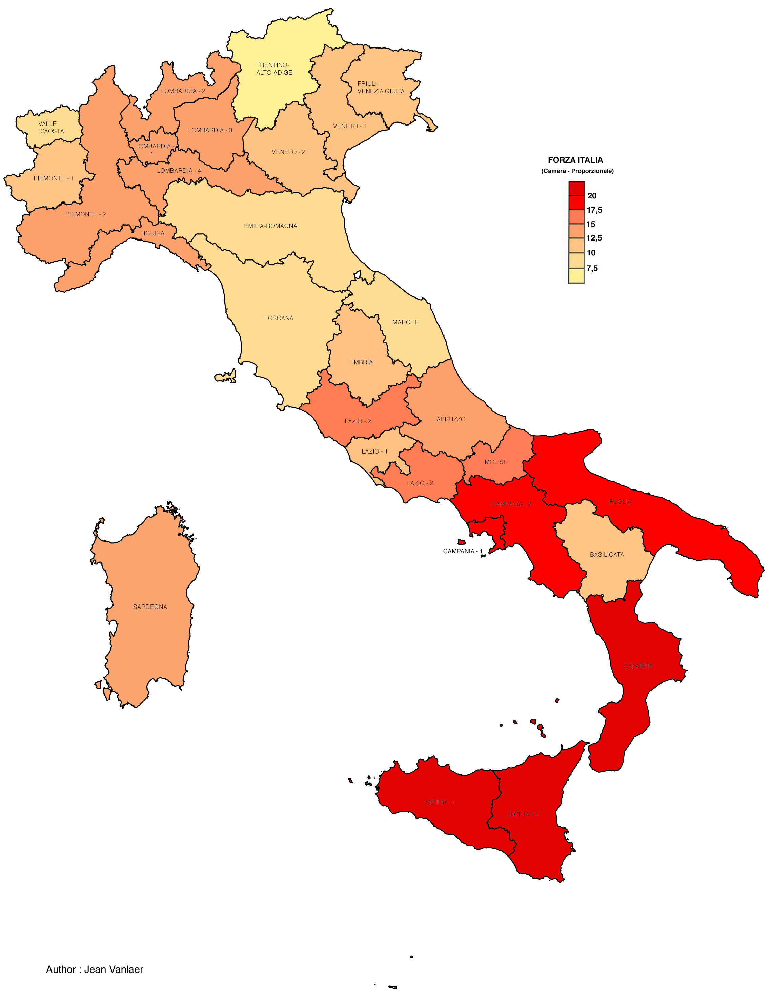 TRENTINO-
ALTO-ADIGE
FRIULI-
VENEZIA GIULIA
LOMBARDIA - 2
VALLE
D'AOSTA
VENETO - 1
LOMBARDIA - 3
LOMBARDIA -
1
VENETO - 2
FORZA ITALIA
(Camera - Proporzionale)
LOMBARDIA - 4
PIEMONTE - 1
20
17,5
15
12,5
10
7,5
PIEMONTE - 2
EMILIA-ROMAGNA
LIGURIA
TOSCANA
MARCHE
UMBRIA
LAZIO - 2
ABRUZZO
LAZIO - 1
MOLISE
LAZIO - 2
PUGLIA
CAMPANIA - 2
CAMPANIA - 1
BASILICATA
SARDEGNA
CALABRIA
SICILIA - 1
SICILIA - 2
Author : Jean Vanlaer